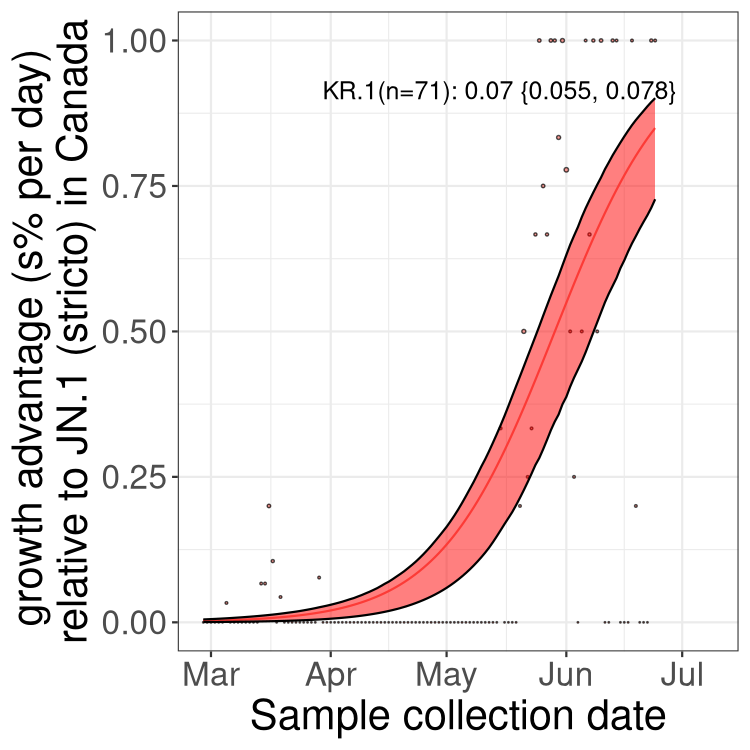 growth advantage (s% per day)
relative to JN.1 (stricto) in Canada
1.00
KR.1(n=71): 0.07 {0.055, 0.078}
0.75
0.50
0.25
0.00
Mar Apr May Jun Jul
Sample collection date